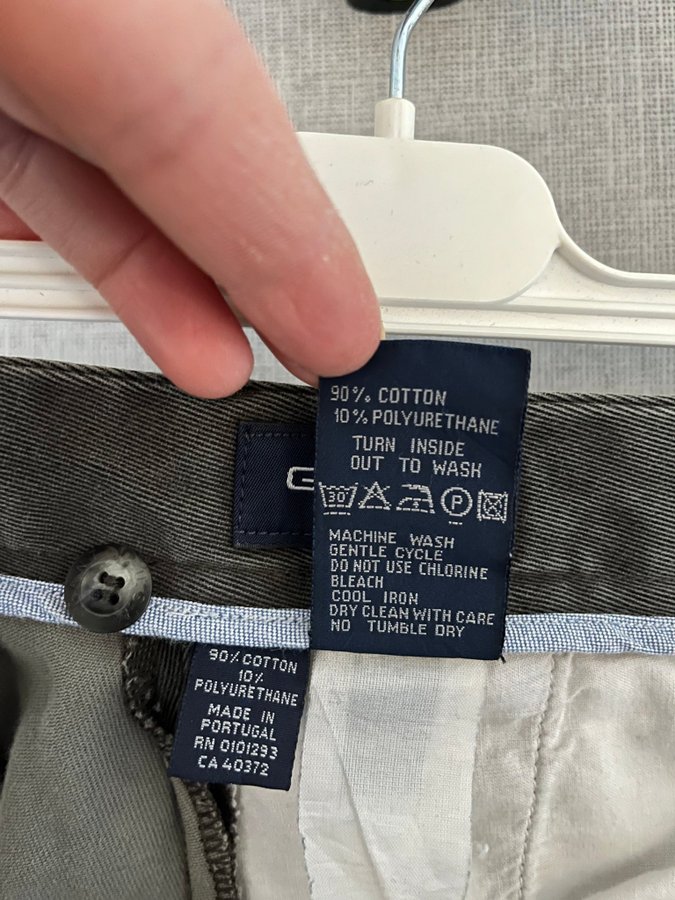 90% COTTON
10% POLYURETHANE
TURN INSIDE
OUT TO WASH
30° P
MACHINE WASH
GENTLE CYCLE
DO NOT USE CHLORINE
BLEACH
COOL IRON
DRY CLEAN WITH CARE
NO TUMBLE DRY
90% COTTON
10%
POLYURETHANE
MADE IN
PORTUGAL
RN 0101293
CA 40372